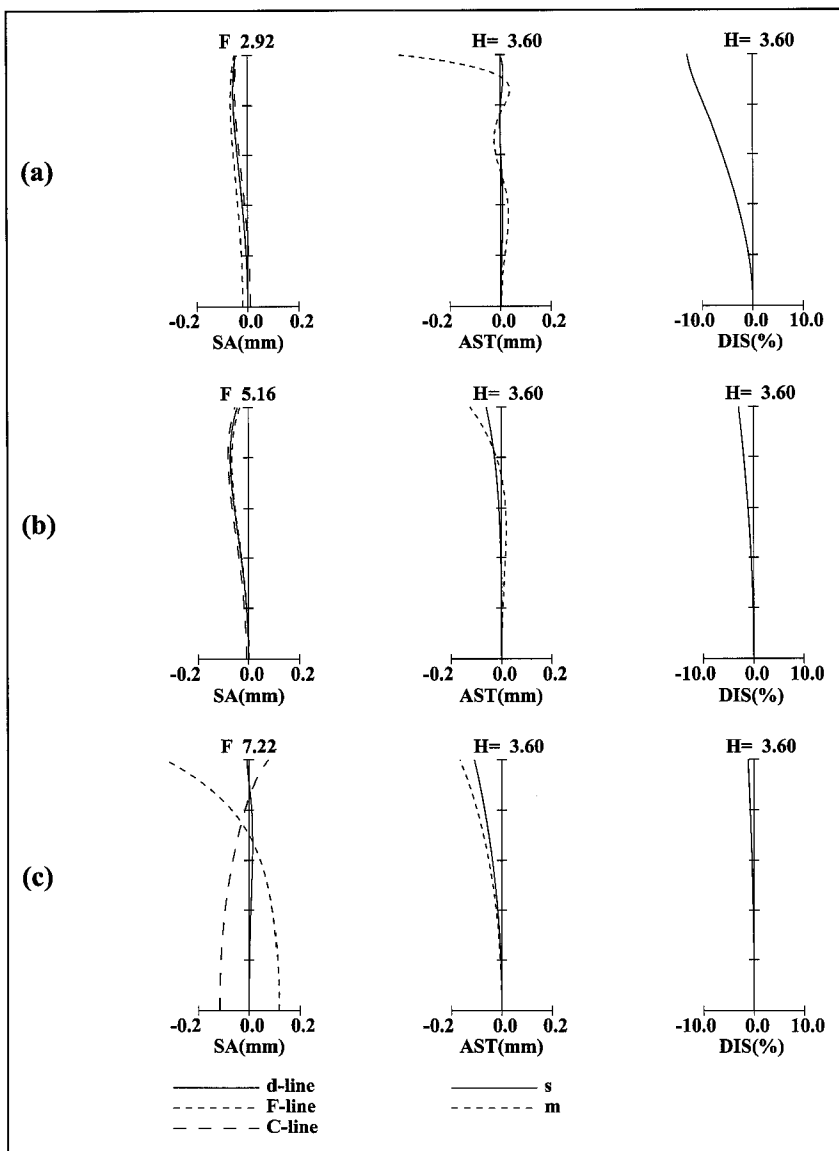 F 2.92 H= 3.60 H= 3.60
(a)
-0.2 0.0 0.2 -0.2 0.0 0.2 -10.0 0.0 10.0
SA(mm) AST(mm) DIS(%)
F 5.16 H= 3.60 H= 3.60
(b)
-0.2 0.0 0.2 -0.2 0.0 0.2 -10.0 0.0 10.0
SA(mm) AST(mm) DIS(%)
F 7.22 H= 3.60 H= 3.60
(c)
-0.2 0.0 0.2 -0.2 0.0 0.2 -10.0 0.0 10.0
SA(mm) AST(mm) DIS(%)
d-line s
F-line m
C-line